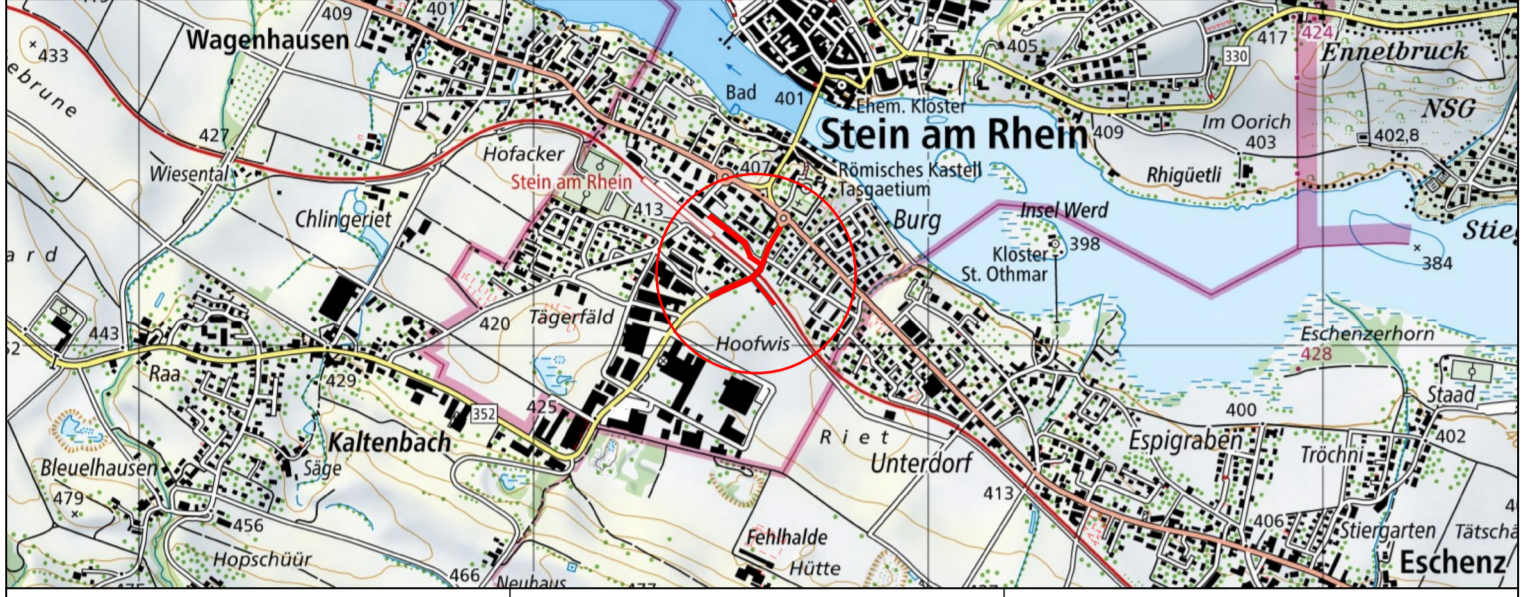 409
401
Wagenhausen
433
ebrune
427
Wiesental
Hofacker
Stein am Rhein
413
Chlingeriet
ard
443
Raa
429
420
Tägerfäld
352
425
Kaltenbach
Bleuelhausen
Säge
479
456
Hopschüür
466
Neuhaus
Bad
401
Ehem. Kloster
Stein am Rhein
407
Römisches Kastell
Tasgaetium
Burg
Insel Werd
398
Kloster
St. Othmar
Hoofwis
Riet
Unterdorf
413
Fehlhalde
Hütte
405
417
424
330
Ennetbruck
NSG
Im Oorich
403
402,8
409
Rhigüetli
384
Eschenzerhorn
428
Staad
400
402
Espigraben
Tröchni
406
Stiergarten
Eschenz